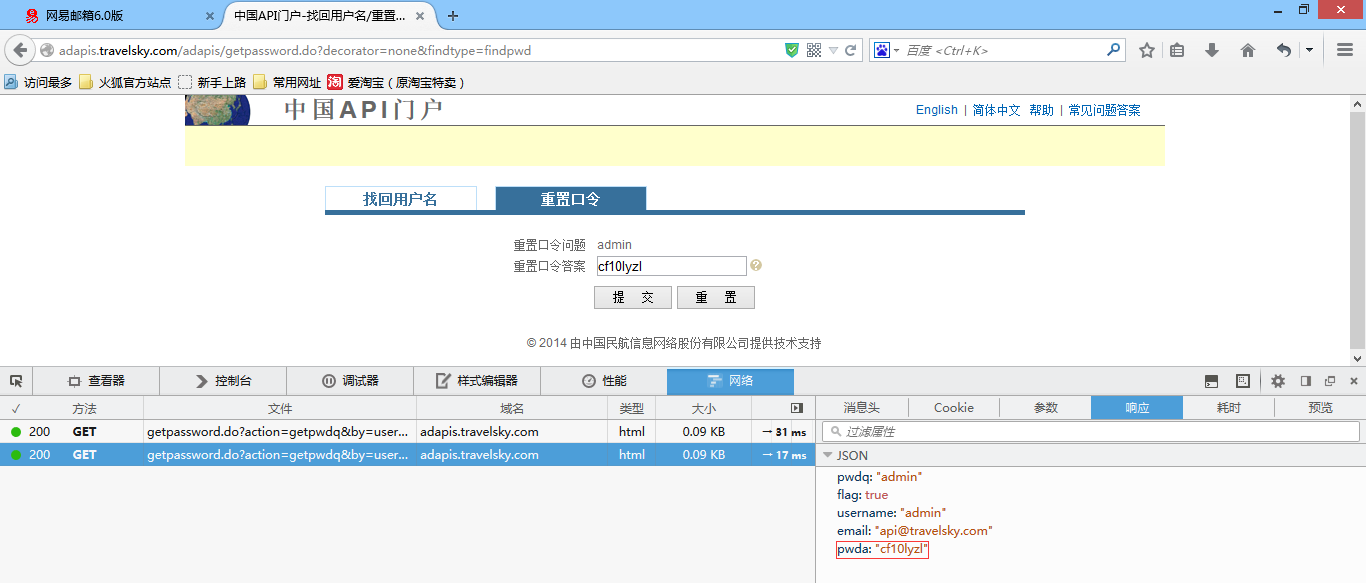 网易邮箱6.0版
中国API门户-找回用户名/重置...
adapis.travelsky.com/adapis/getpassword.do?decorator=none&findtype=findpwd
百度 <Ctrl+K>
访问最多 火狐官方站点 新手上路 常用网址 淘 爱淘宝（原淘宝特卖）
中国API门户
English | 简体中文 帮助 | 常见问题答案
找回用户名 重置口令
重置口令问题 admin
重置口令答案 cf10lyzl
提 交 重 置
© 2014 由中国民航信息网络股份有限公司提供技术支持
查看器 控制台 调试器 样式编辑器 性能 网络
✓ 方法 文件 域名 类型 大小
消息头 Cookie 参数 响应 耗时 预览
200 GET getpassword.do?action=getpwdq&by=user... adapis.travelsky.com html 0.09 KB → 31 ms
过滤属性
200 GET getpassword.do?action=getpwdq&by=user... adapis.travelsky.com html 0.09 KB → 17 ms
JSON
pwdq: "admin"
flag: true
username: "admin"
email: "api@travelsky.com"
pwda: "cf10lyzl"